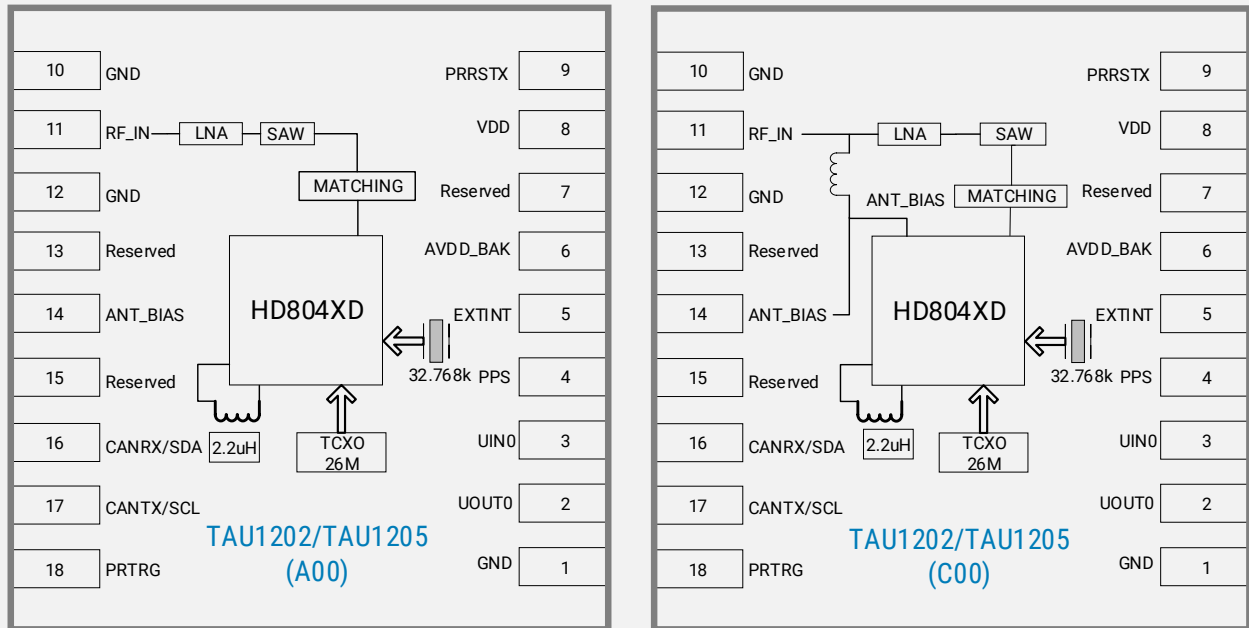 10 GND
PRRSTX 9
11 RF_IN LNA SAW
VDD 8
MATCHING
12 GND
Reserved 7
13 Reserved
AVDD_BAK 6
HD804XD
14 ANT_BIAS
EXTINT 5
32.768k
15 Reserved
PPS 4
16 CANRX/SDA
2.2uH
TCXO
26M
UIN0 3
17 CANTX/SCL
UOUT0 2
TAU1202/TAU1205
(A00)
18 PRTRG
GND 1
10 GND
PRRSTX 9
11 RF_IN LNA SAW
VDD 8
12 GND
ANT_BIAS
MATCHING
Reserved 7
13 Reserved
AVDD_BAK 6
HD804XD
14 ANT_BIAS
EXTINT 5
32.768k
15 Reserved
PPS 4
16 CANRX/SDA
2.2uH
TCXO
26M
UIN0 3
17 CANTX/SCL
UOUT0 2
TAU1202/TAU1205
(C00)
18 PRTRG
GND 1